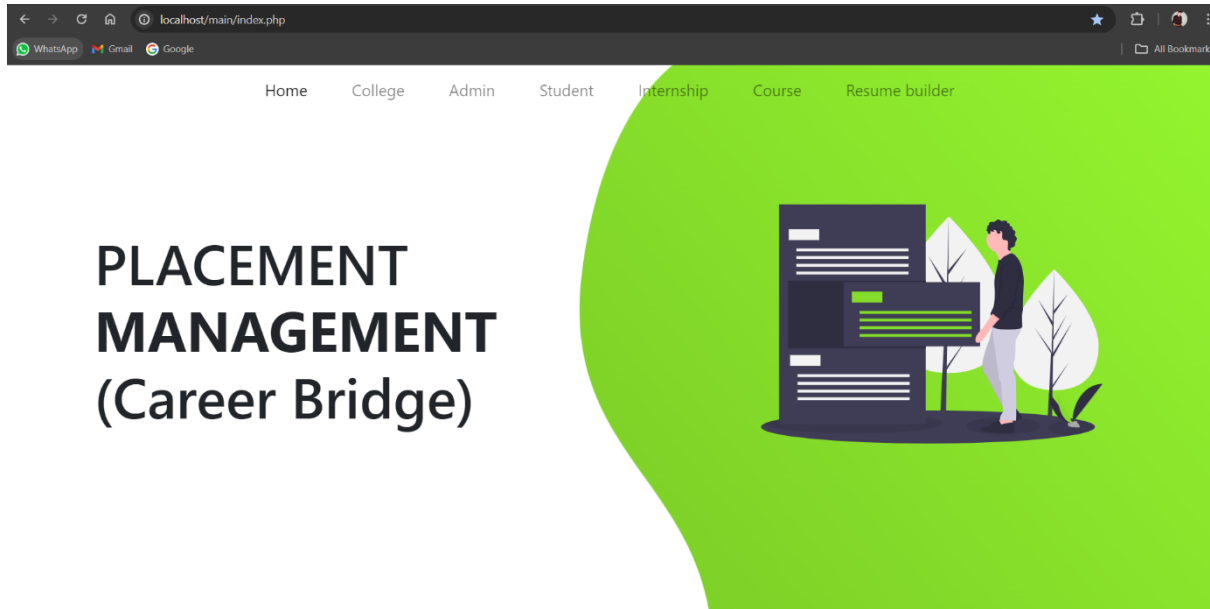 localhost/main/index.php
WhatsApp Gmail Google All Bookmark
Home College Admin Student Internship Course Resume builder
PLACEMENT
MANAGEMENT
(Career Bridge)